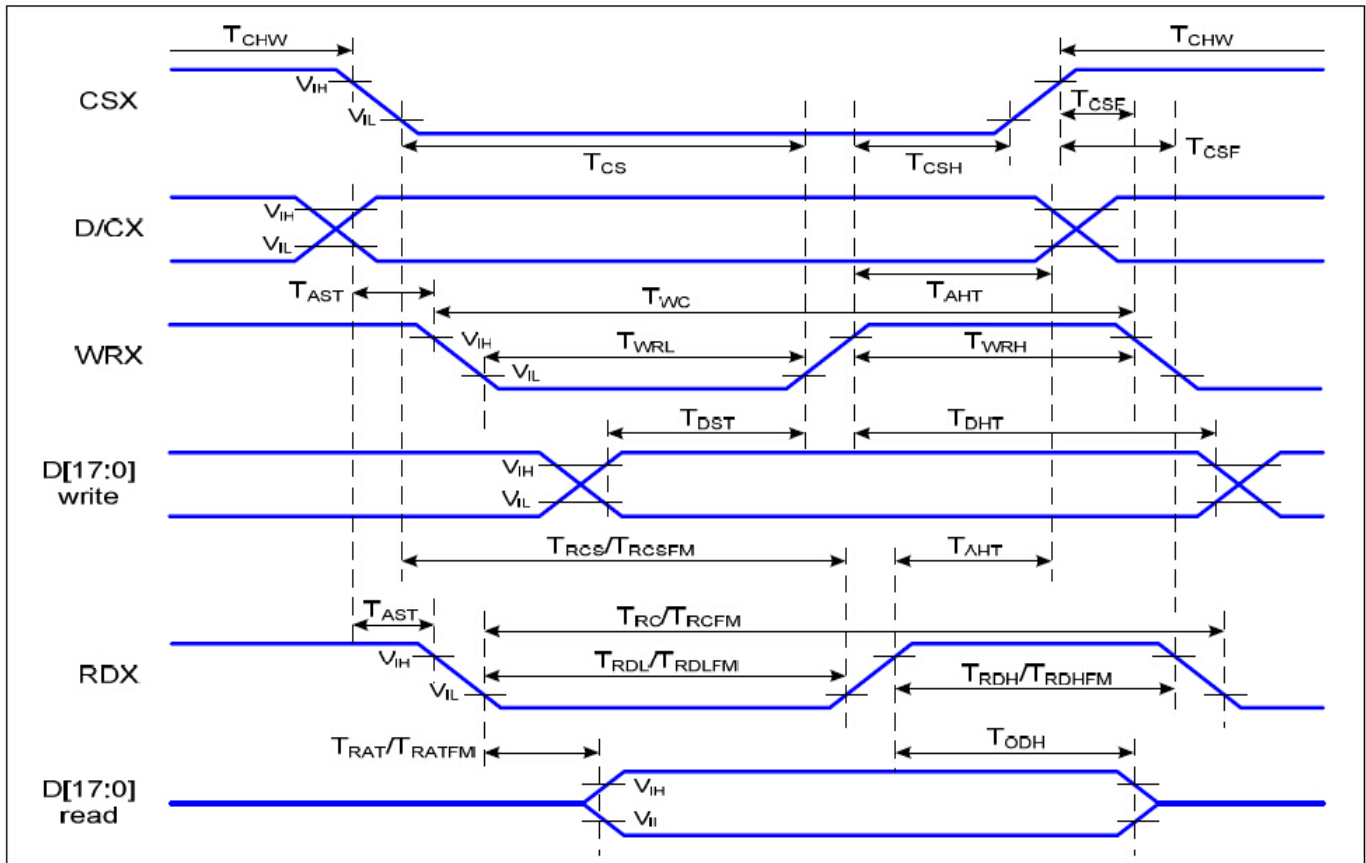 TCHW
TCHW
CSX
VIH
VIL
TCSF
TCSF
TCS
TCSH
D/CX
VIH
VIL
TAST
TWC
TAHT
WRX
VIH
VIL
TWRL
TWRH
TDST
TDHT
D[17:0]
write
VIH
VIL
TRCS/TRCSFM
TAHT
TAST
TRC/TRCFM
RDX
VIH
VIL
TRDL/TRDLFM
TRDH/TRDHFM
TRAT/TRATFM
TODH
D[17:0]
read
VIH
VIL